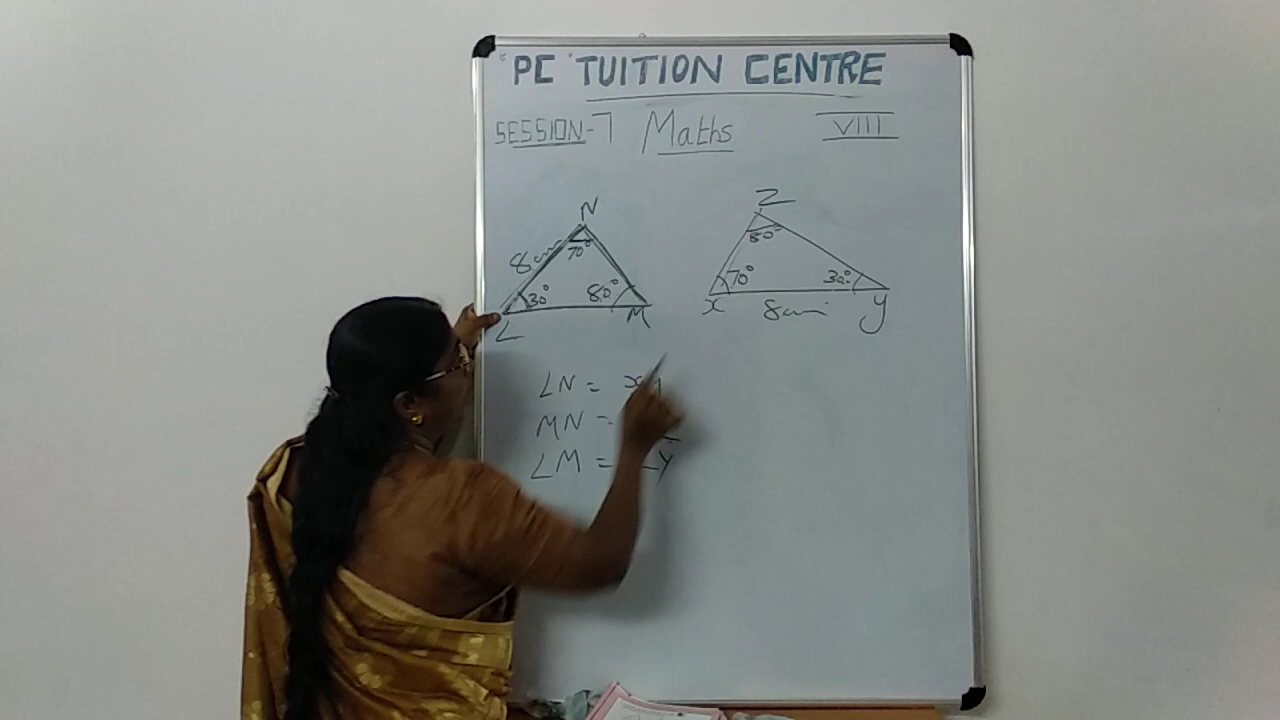 "PC" TUITION CENTRE
SESSION-7 Maths VIII
N
8cm 70°
30° 80°
L M
Z
80°
70° 30°
X 8cm Y
LN =
MN =
LM =